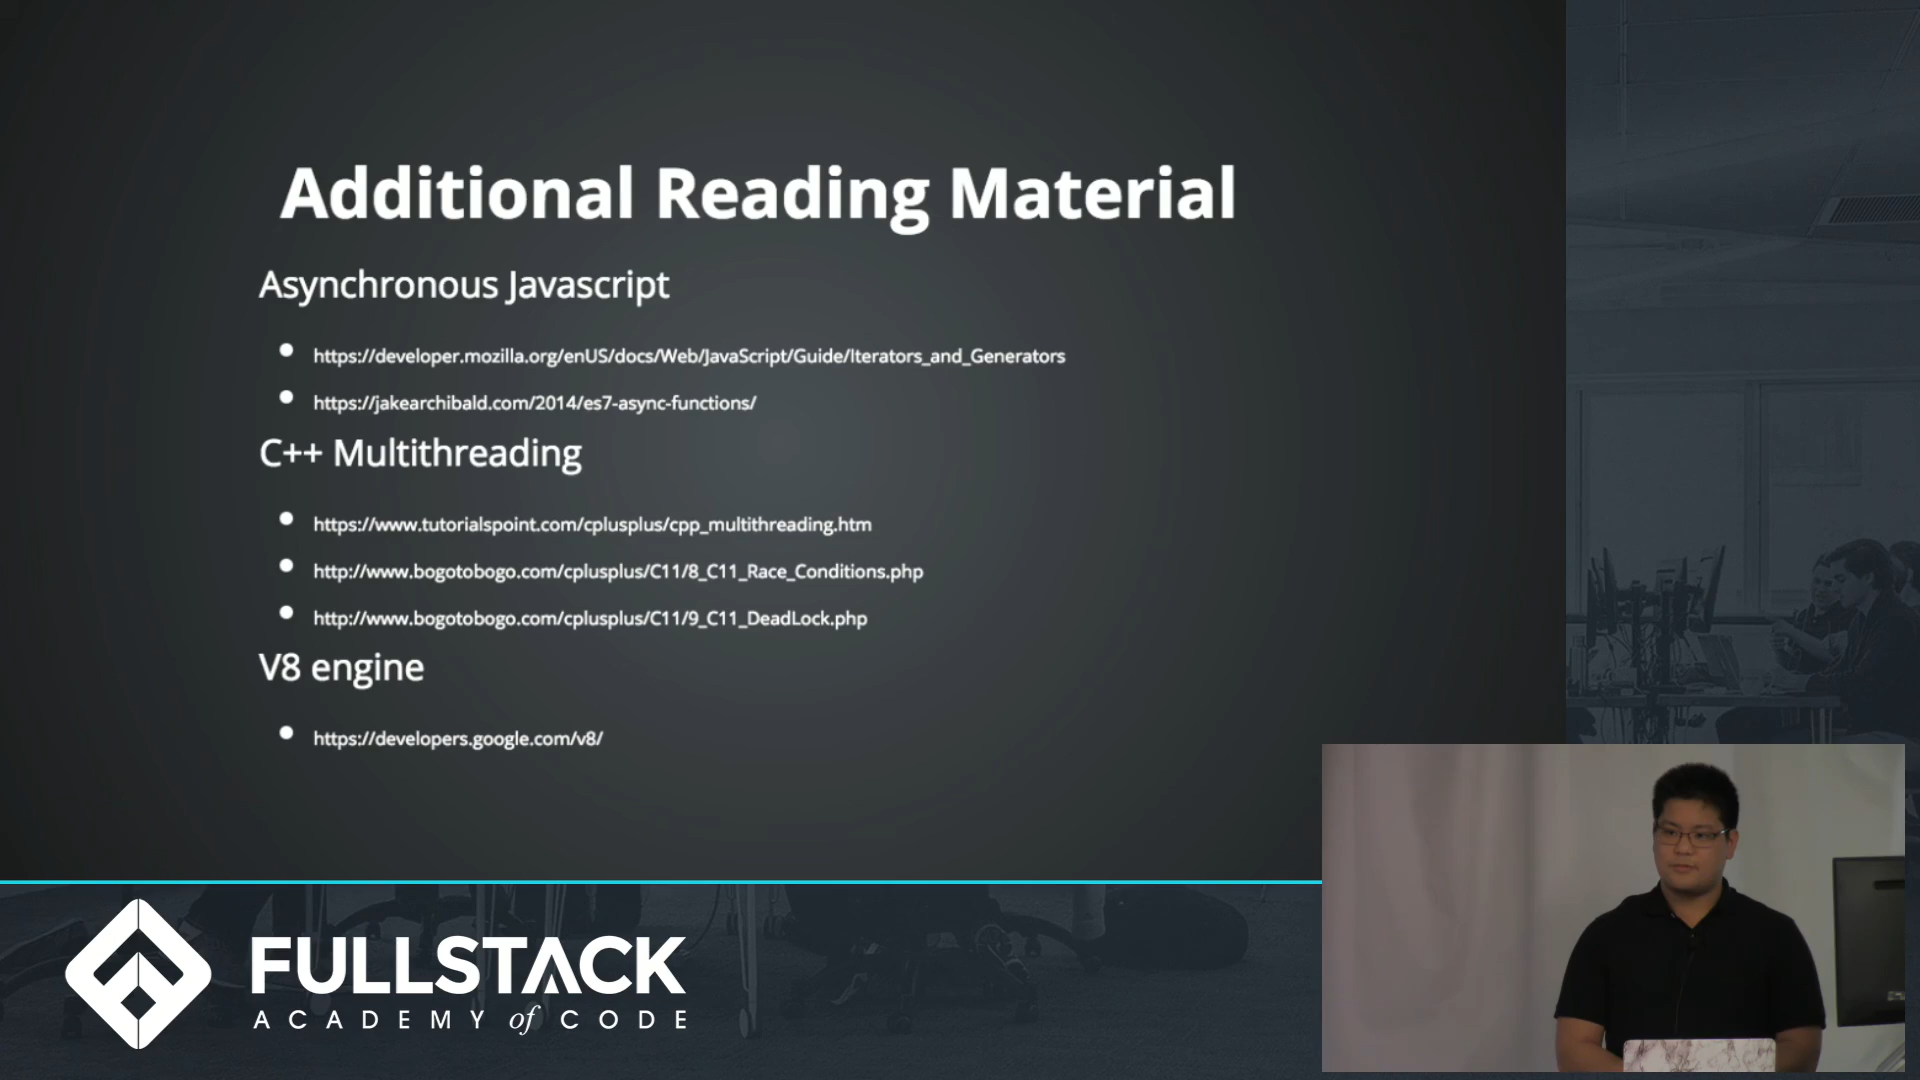 Additional Reading Material
Asynchronous Javascript
https://developer.mozilla.org/enUS/docs/Web/JavaScript/Guide/Iterators_and_Generators
https://jakearchibald.com/2014/es7-async-functions/
C++ Multithreading
https://www.tutorialspoint.com/cplusplus/cpp_multithreading.htm
http://www.bogotobogo.com/cplusplus/C11/8_C11_Race_Conditions.php
http://www.bogotobogo.com/cplusplus/C11/9_C11_DeadLock.php
V8 engine
https://developers.google.com/v8/
FULLSTACK
ACADEMY of CODE